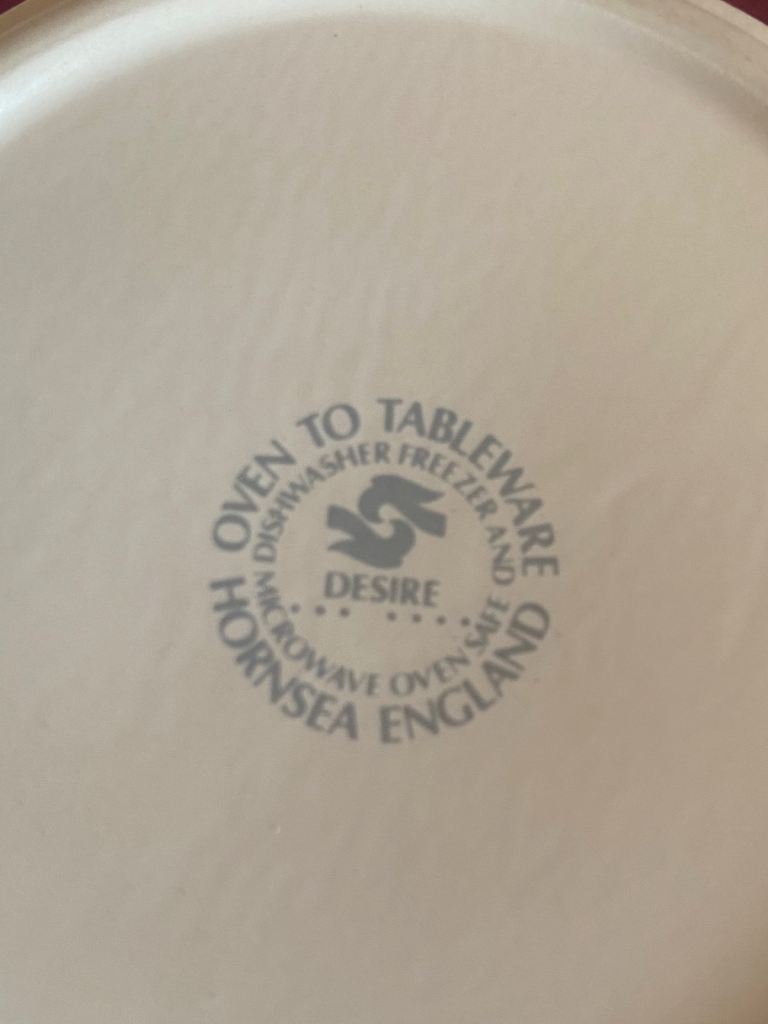 OVEN TO TABLEWARE
DISHWASHER FREEZER AND
DESIRE
MICROWAVE OVEN SAFE
HORNSEA ENGLAND